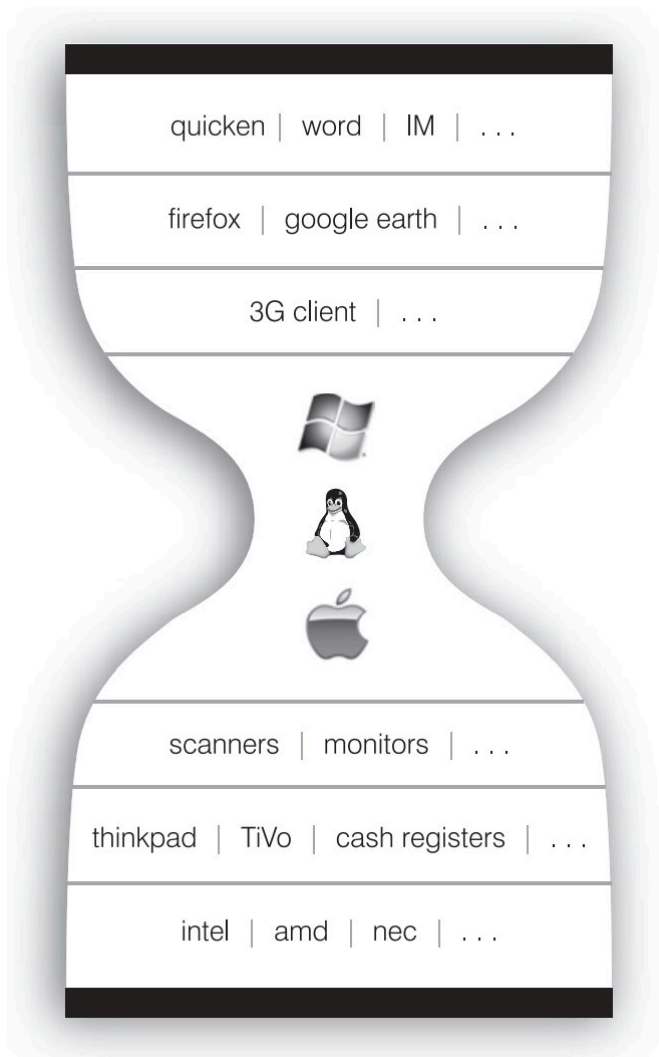 quicken | word | IM | . . .
firefox | google earth | . . .
3G client | . . .
scanners | monitors | . . .
thinkpad | TiVo | cash registers | . . .
intel | amd | nec | . . .